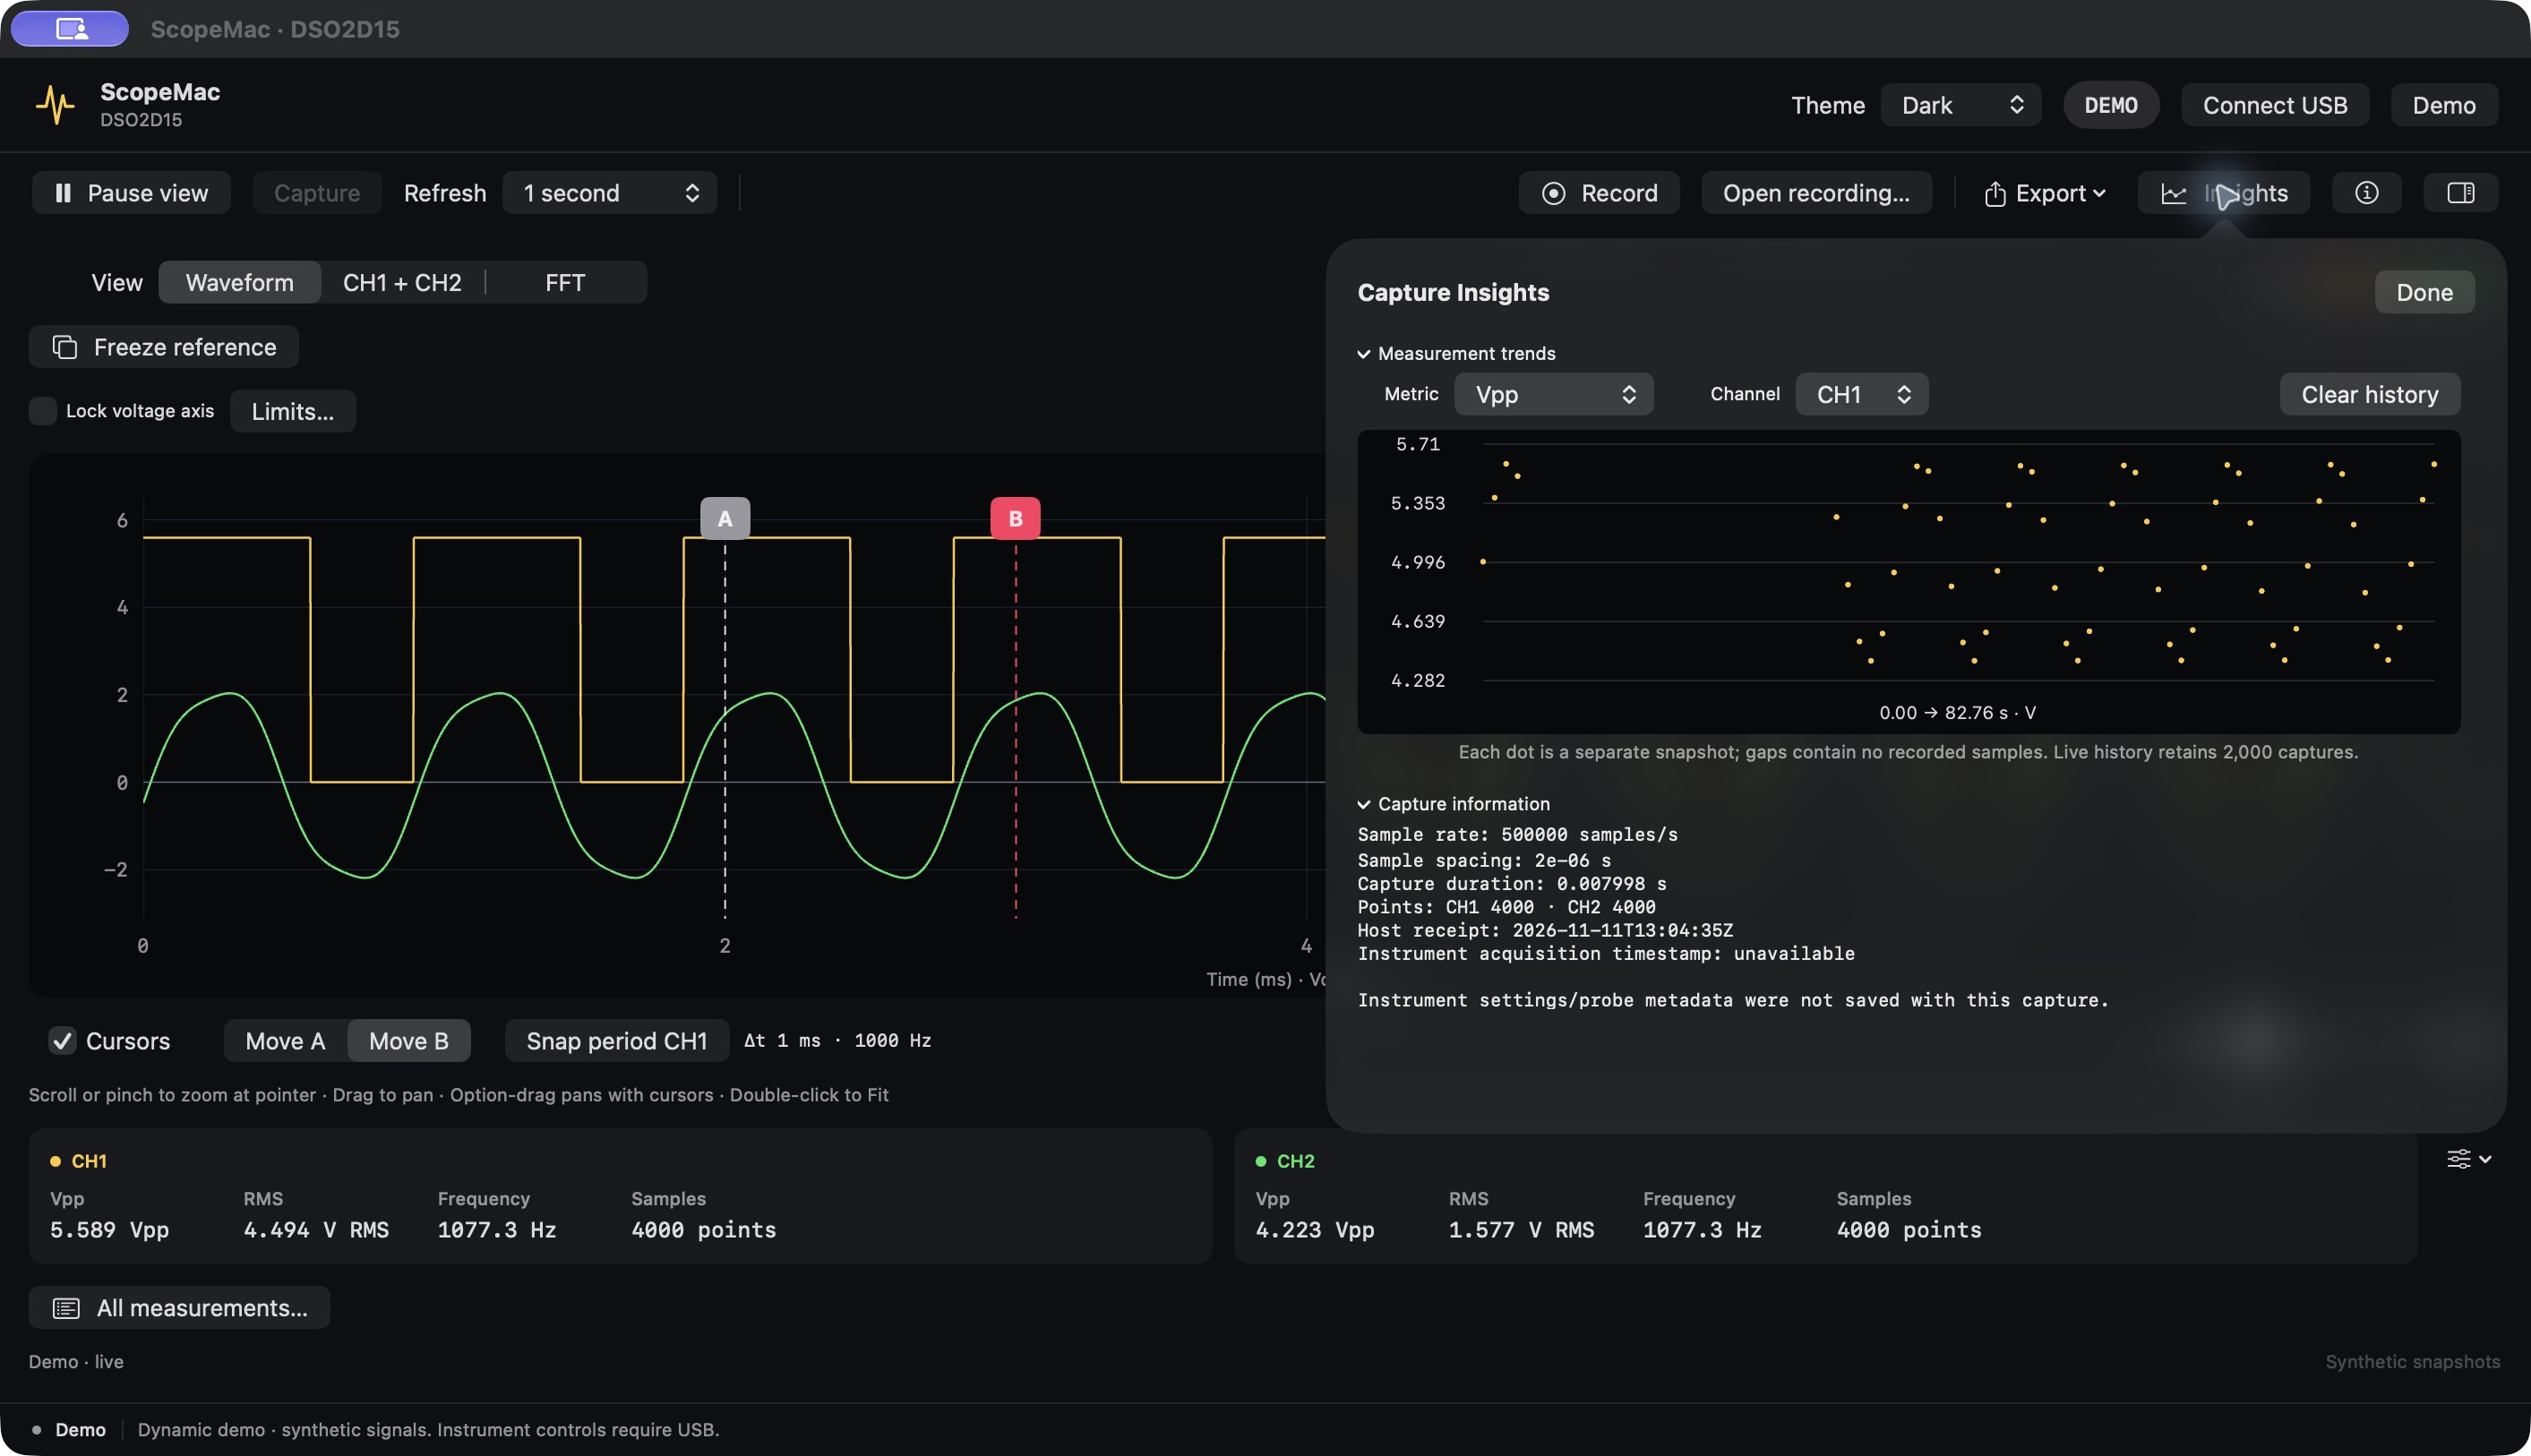 ScopeMac · DSO2D15
ScopeMac
DSO2D15
Theme Dark DEMO Connect USB Demo
Pause view Capture Refresh 1 second Record Open recording... Export
View Waveform CH1 + CH2 FFT
Freeze reference
Lock voltage axis Limits...
6
4
2
0
−2
A B
0 2 4
Time (ms) ·
Cursors Move A Move B Snap period CH1 Δt 1 ms · 1000 Hz
Scroll or pinch to zoom at pointer · Drag to pan · Option-drag pans with cursors · Double-click to Fit
Capture Insights Done
Measurement trends
Metric Vpp Channel CH1 Clear history
5.71
5.353
4.996
4.639
4.282
0.00 → 82.76 s · V
Each dot is a separate snapshot; gaps contain no recorded samples. Live history retains 2,000 captures.
Capture information
Sample rate: 500000 samples/s
Sample spacing: 2e-06 s
Capture duration: 0.007998 s
Points: CH1 4000 · CH2 4000
Host receipt: 2026-11-11T13:04:35Z
Instrument acquisition timestamp: unavailable
Instrument settings/probe metadata were not saved with this capture.
CH1
Vpp RMS Frequency Samples
5.589 Vpp 4.494 V RMS 1077.3 Hz 4000 points
CH2
Vpp RMS Frequency Samples
4.223 Vpp 1.577 V RMS 1077.3 Hz 4000 points
All measurements...
Demo · live Synthetic snapshots
Demo Dynamic demo · synthetic signals. Instrument controls require USB.